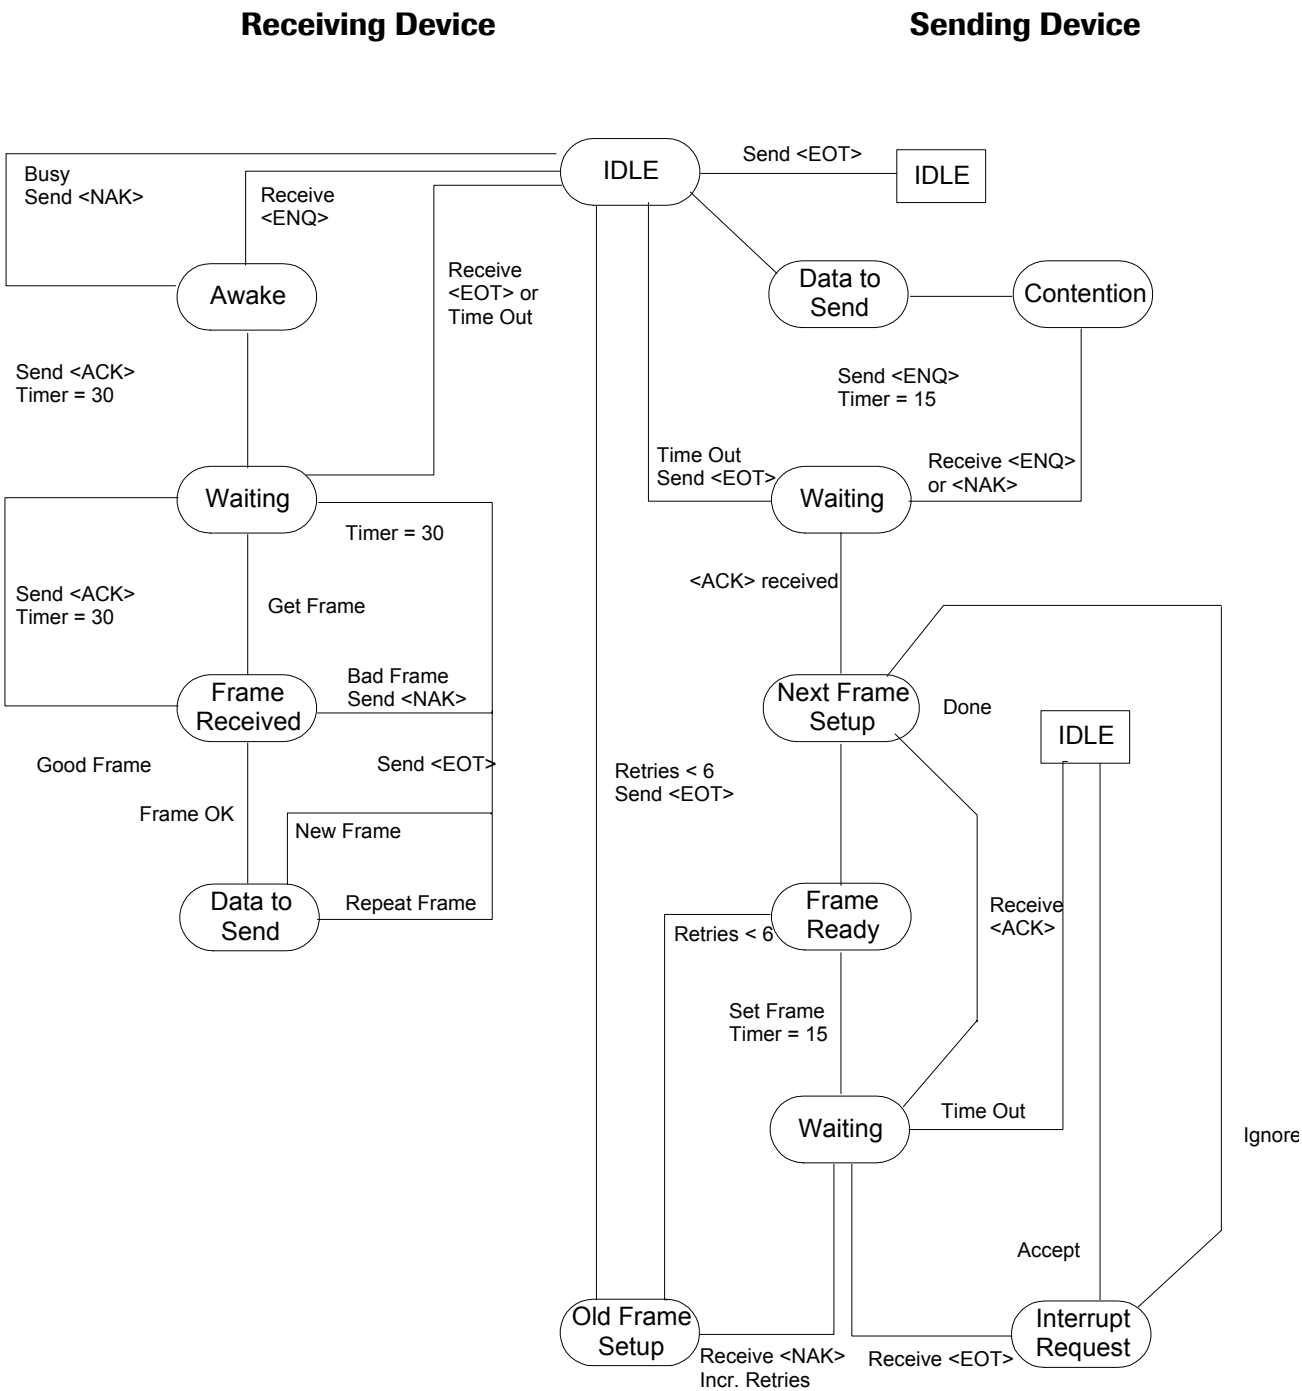 Receiving Device
Sending Device
IDLE
Send <EOT>
IDLE
Busy
Send <NAK>
Receive
<ENQ>
Receive
<EOT> or
Time Out
Awake
Data to
Send
Contention
Send <ACK>
Timer = 30
Send <ENQ>
Timer = 15
Time Out
Send <EOT>
Receive <ENQ>
or <NAK>
Waiting
Waiting
Timer = 30
<ACK> received
Send <ACK>
Timer = 30
Get Frame
Frame
Received
Bad Frame
Send <NAK>
Next Frame
Setup
Done
IDLE
Good Frame
Send <EOT>
Retries < 6
Send <EOT>
Frame OK
New Frame
Data to
Send
Repeat Frame
Frame
Ready
Retries < 6
Receive
<ACK>
Set Frame
Timer = 15
Waiting
Time Out
Ignore
Accept
Old Frame
Setup
Interrupt
Request
Receive <NAK>
Incr. Retries
Receive <EOT>